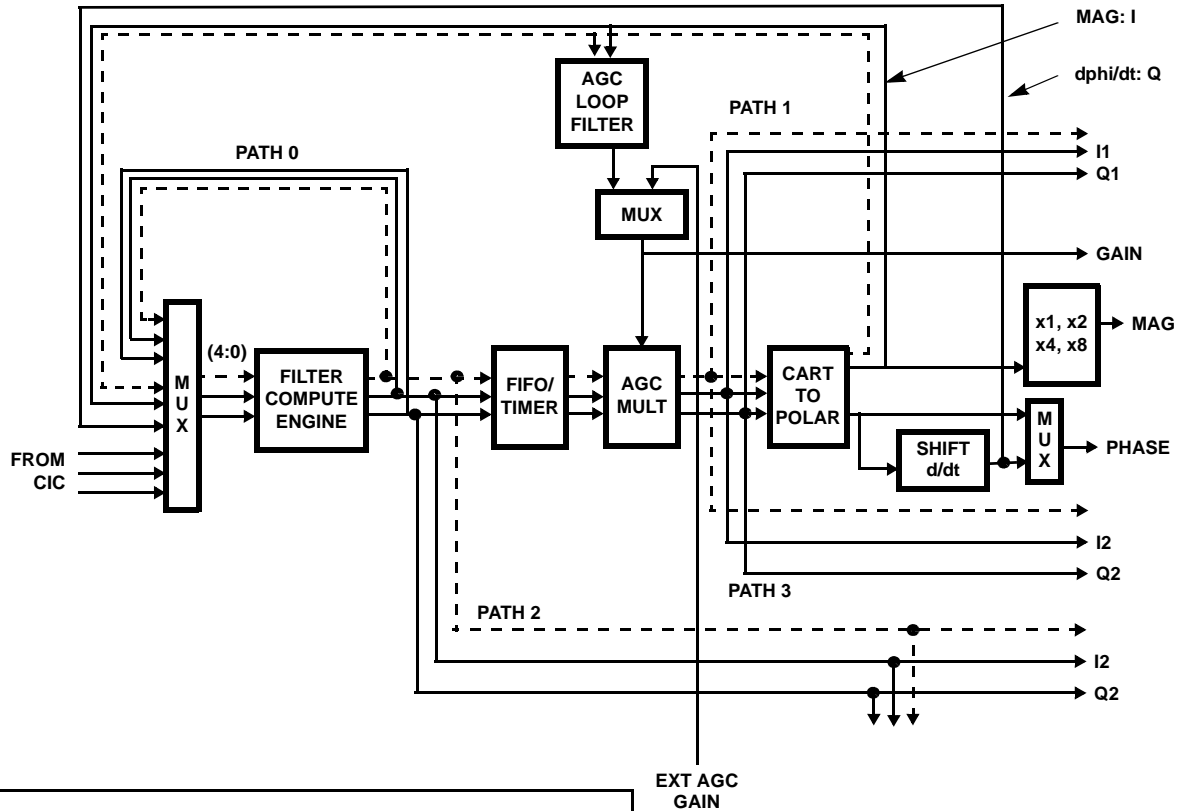 MAG: I
dphi/dt: Q
AGC
LOOP
FILTER
PATH 1
PATH 0
I1
Q1
MUX
GAIN
x1, x2
x4, x8
MAG
(4:0)
M
U
X
FILTER
COMPUTE
ENGINE
FIFO/
TIMER
AGC
MULT
CART
TO
POLAR
M
U
X
PHASE
SHIFT
d/dt
FROM
CIC
I2
Q2
PATH 3
PATH 2
I2
Q2
EXT AGC
GAIN